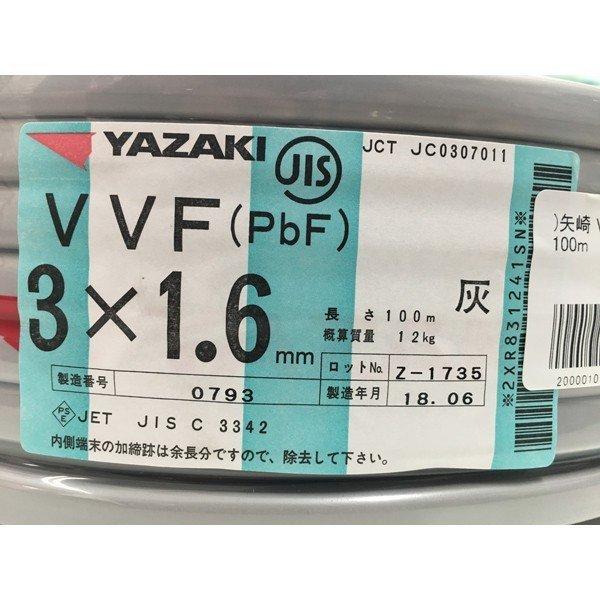 YAZAKI
JIS
JCT JC0307011
VVF(PbF)
3×1.6mm
長さ100m
概算質量 12kg
灰
ロットNo. Z-1735
製造番号 0793
製造年月 18.06
PSE JET JIS C 3342
内側端末の加締跡は余長分ですので、除去して下さい。
※2XR831241SN※
)矢崎 V
100m
2000010